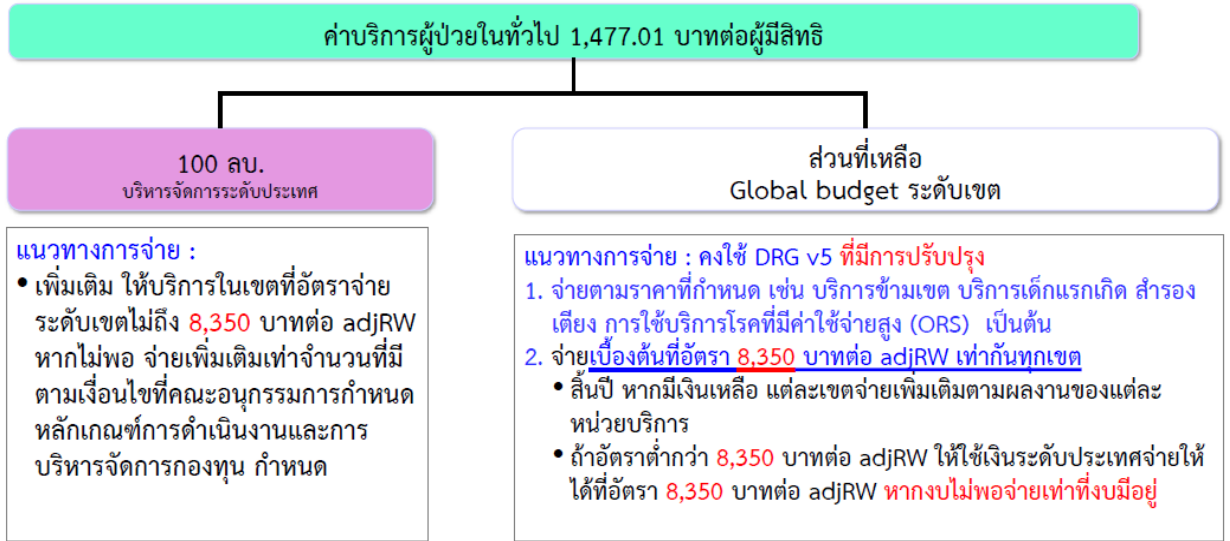 ค่าบริการผู้ป่วยในทั่วไป 1,477.01 บาทต่อผู้มีสิทธิ
100 ลบ.
บริหารจัดการระดับประเทศ
ส่วนที่เหลือ
Global budget ระดับเขต
แนวทางการจ่าย :
• เพิ่มเติม ให้บริการในเขตที่อัตราจ่าย
ระดับเขตไม่ถึง 8,350 บาทต่อ adjRW
หากไม่พอ จ่ายเพิ่มเติมเท่าจำนวนที่มี
ตามเงื่อนไขที่คณะอนุกรรมการกำหนด
หลักเกณฑ์การดำเนินงานและการ
บริหารจัดการกองทุน กำหนด
แนวทางการจ่าย : คงใช้ DRG v5 ที่มีการปรับปรุง
1. จ่ายตามราคาที่กำหนด เช่น บริการข้ามเขต บริการเด็กแรกเกิด สำรอง
เตียง การใช้บริการโรคที่มีค่าใช้จ่ายสูง (ORS) เป็นต้น
2. จ่ายเบื้องต้นที่อัตรา 8,350 บาทต่อ adjRW เท่ากันทุกเขต
• สิ้นปี หากมีเงินเหลือ แต่ละเขตจ่ายเพิ่มเติมตามผลงานของแต่ละ
หน่วยบริการ
• ถ้าอัตราต่ำกว่า 8,350 บาทต่อ adjRW ให้ใช้เงินระดับประเทศจ่ายให้
ได้ที่อัตรา 8,350 บาทต่อ adjRW หากงบไม่พอจ่ายเท่าที่งบมีอยู่